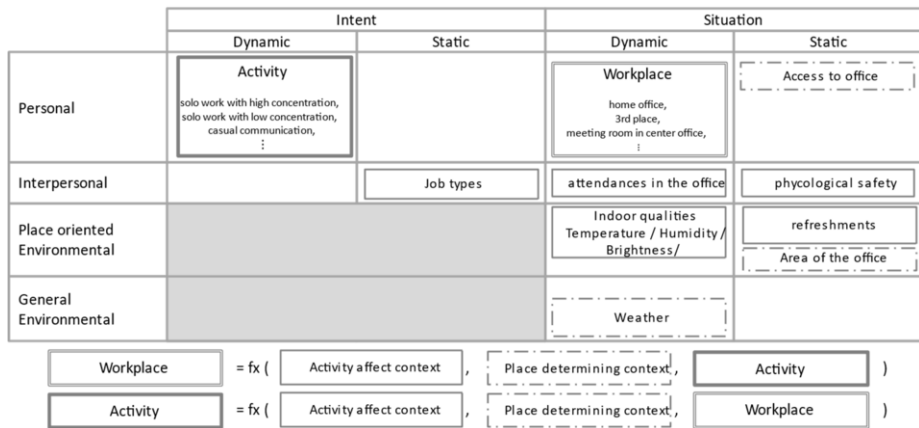 Intent Situation
Dynamic Static Dynamic Static
Personal
Activity
solo work with high concentration,
solo work with low concentration,
casual communication,
⋮
Workplace
home office,
3rd place,
meeting room in center office,
⋮
Access to office
Interpersonal
Job types
attendances in the office
phycological safety
Place oriented
Environmental
Indoor qualities
Temperature / Humidity /
Brightness/
refreshments
Area of the office
General
Environmental
Weather
Workplace = fx ( Activity affect context , Place determining context , Activity )
Activity = fx ( Activity affect context , Place determining context , Workplace )